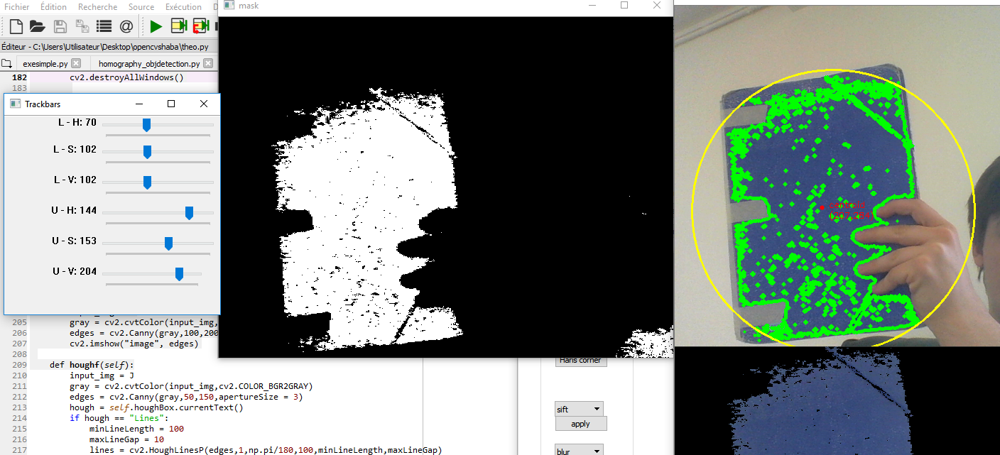 Fichier Édition Recherche Source Exécution
mask
Éditeur - C:\Users\Utilisateur\Desktop\opencvshaba\theo.py
exesimple.py
homography_objdetection.py
182 cv2.destroyAllWindows()
183
Trackbars
L - H: 70
L - S: 102
L - V: 102
U - H: 144
U - S: 153
U - V: 204
205 gray = cv2.cvtColor(input_img,
206 edges = cv2.Canny(gray,100,200
207 cv2.imshow("image", edges)
208
209 def houghf(self):
210 input_img = J
211 gray = cv2.cvtColor(input_img,cv2.COLOR_BGR2GRAY)
212 edges = cv2.Canny(gray,50,150,apertureSize = 3)
213 hough = self.houghBox.currentText()
214 if hough == "Lines":
215 minLineLength = 100
216 maxLineGap = 10
217 lines = cv2.HoughLinesP(edges,1,np.pi/180,100,minLineLength,maxLineGap)
Haris corner
sift
apply
blur